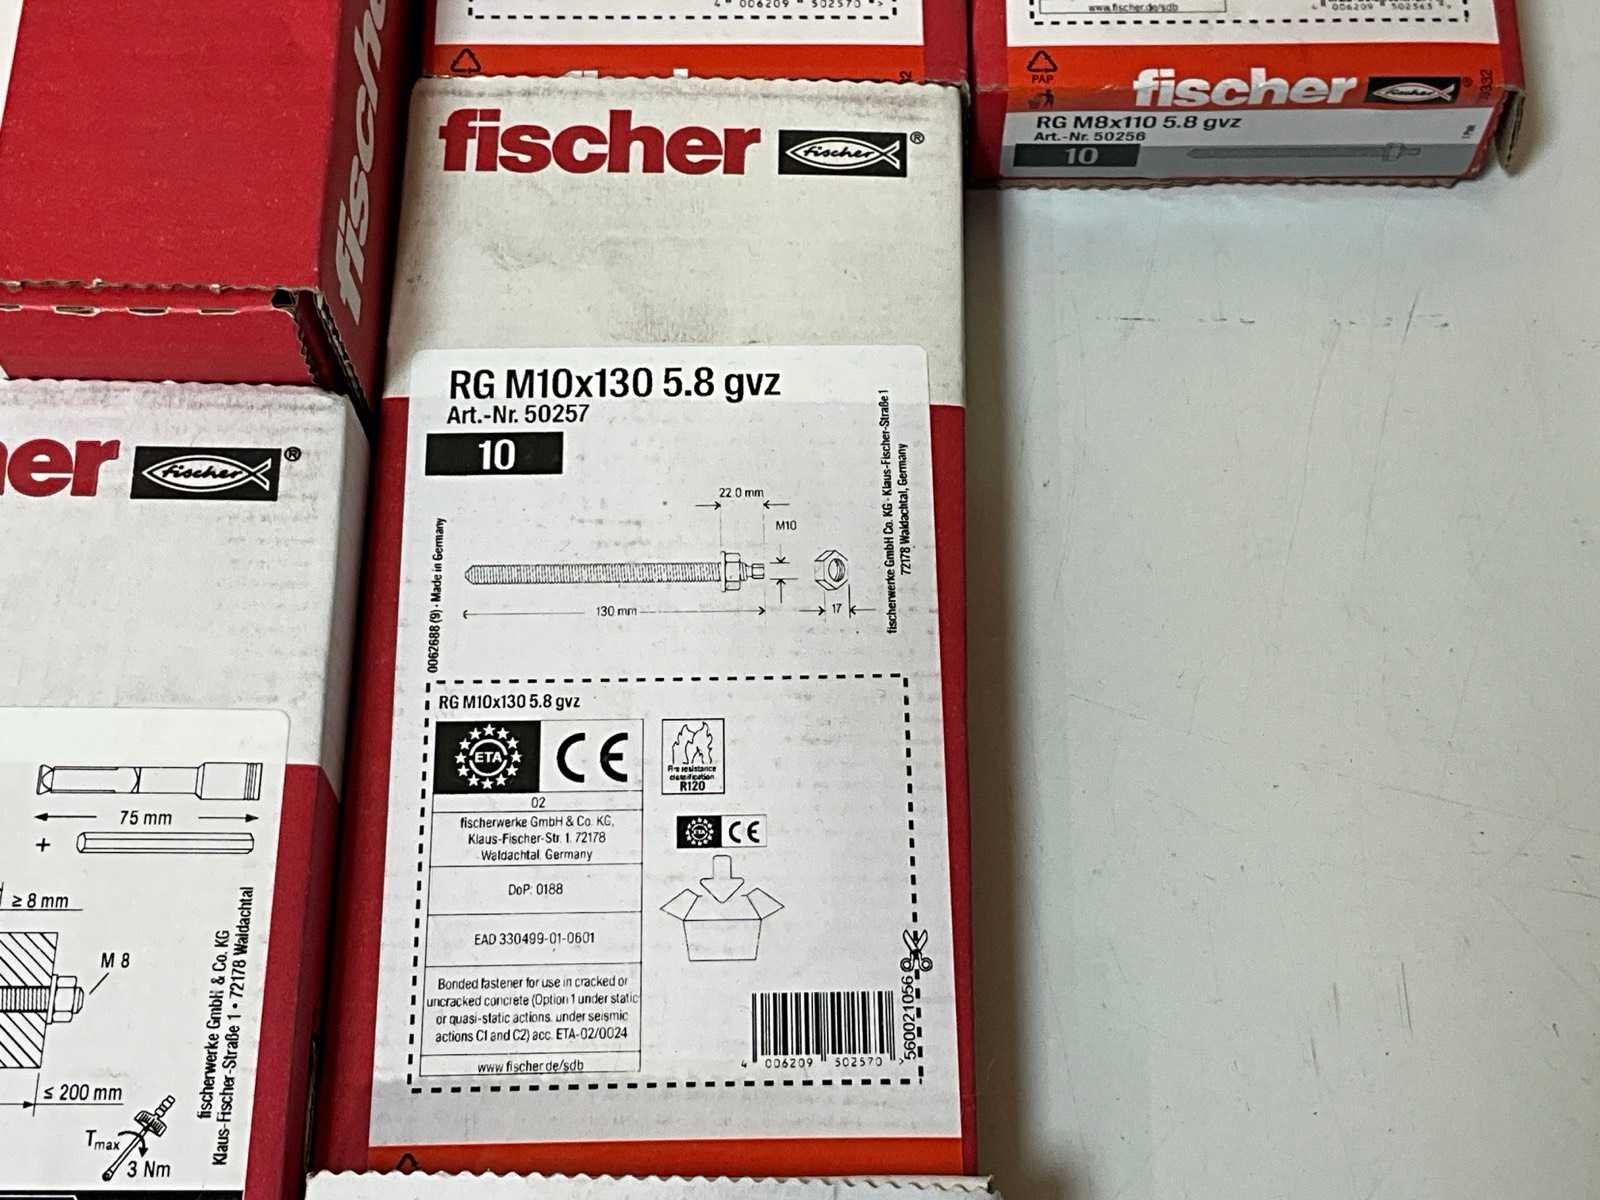 4 006209 502570 >
www.fischer.de/sdb
fischer
PAP
fischer fischer ®
RG M8x110 5.8 gvz
Art.-Nr. 50256
10
fischer fischer ®
RG M10x130 5.8 gvz
Art.-Nr. 50257
10
22.0 mm
M10
130 mm
17
0062688 (9) · Made in Germany
fischerwerke GmbH Co. KG · Klaus-Fischer-Straße 1
72178 Waldachtal, Germany
RG M10x130 5.8 gvz
ETA CE
Fire resistance
classification
R120
02
fischerwerke GmbH & Co. KG,
Klaus-Fischer-Str. 1, 72178
Waldachtal, Germany
ETA CE
DoP: 0188
EAD 330499-01-0601
Bonded fastener for use in cracked or
uncracked concrete (Option 1 under static
or quasi-static actions, under seismic
actions C1 and C2) acc. ETA-02/0024
www.fischer.de/sdb
4 006209 502570 >
560021056
er fischer ®
75 mm
+
≥ 8 mm
M 8
≤ 200 mm
Tmax
3 Nm
fischerwerke GmbH & Co. KG
Klaus-Fischer-Straße 1 • 72178 Waldachtal